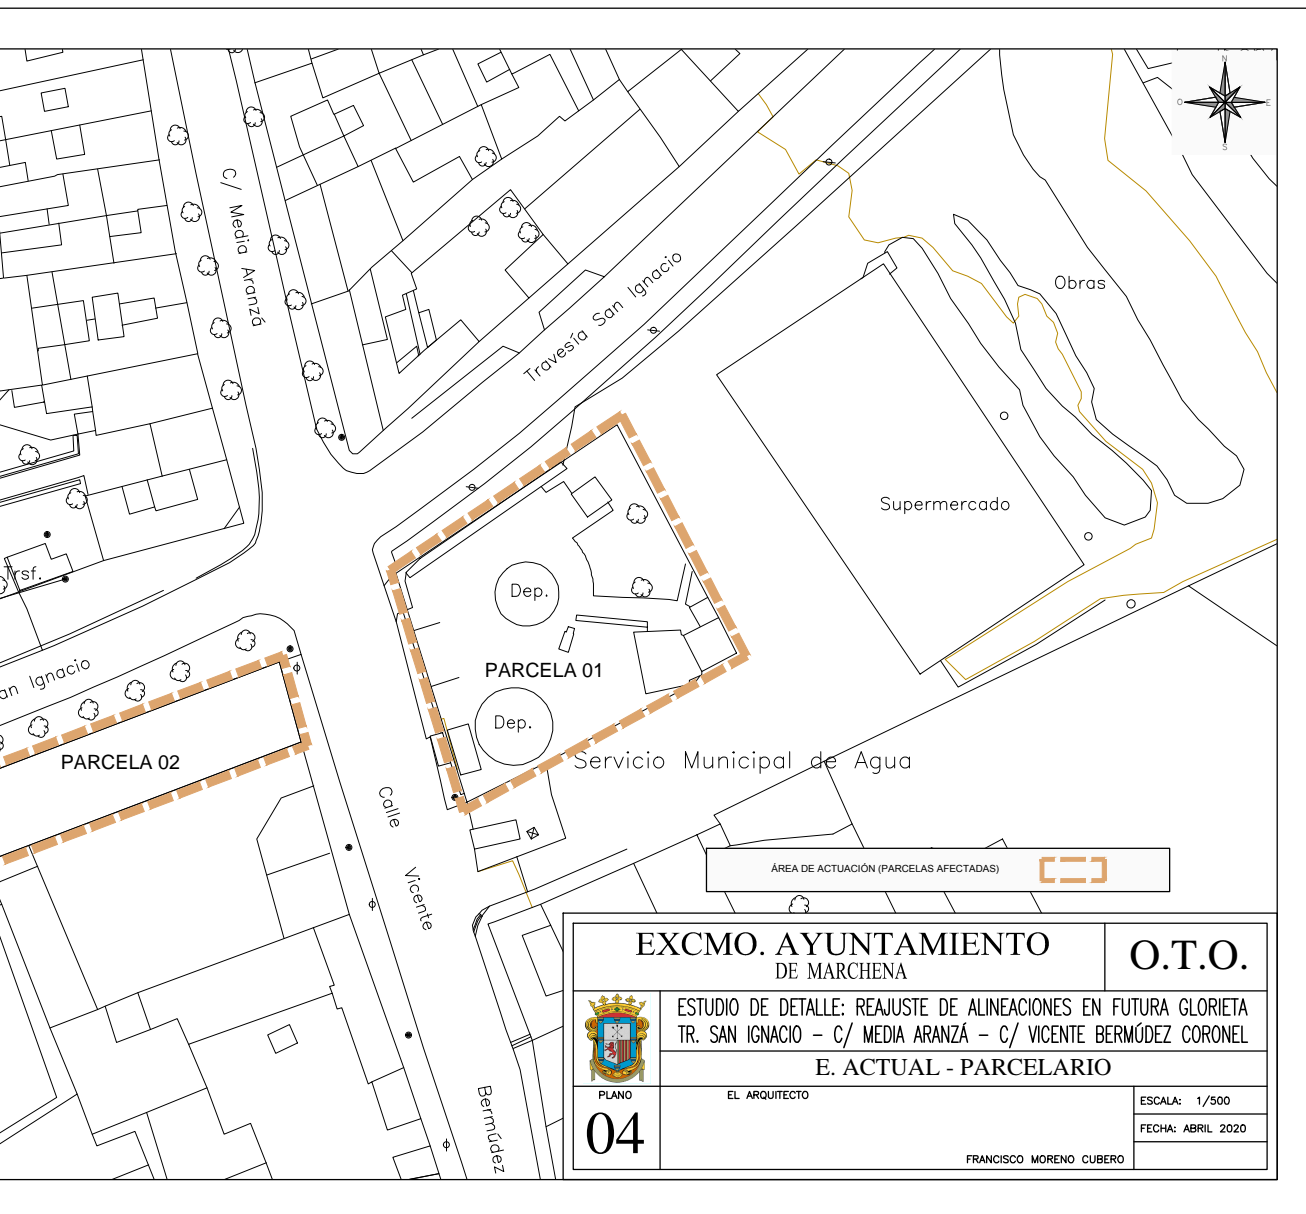 N
O
E
S
C/ Media Aranzá
Travesía San Ignacio
Obras
Supermercado
Trsf.
Dep.
PARCELA 01
an Ignacio
Dep.
PARCELA 02
Servicio Municipal de Agua
Calle Vicente Bermúdez
ÁREA DE ACTUACIÓN (PARCELAS AFECTADAS)
EXCMO. AYUNTAMIENTO
DE MARCHENA
O.T.O.
ESTUDIO DE DETALLE: REAJUSTE DE ALINEACIONES EN FUTURA GLORIETA
TR. SAN IGNACIO – C/ MEDIA ARANZÁ – C/ VICENTE BERMÚDEZ CORONEL
E. ACTUAL - PARCELARIO
PLANO
04
EL ARQUITECTO
FRANCISCO MORENO CUBERO
ESCALA: 1/500
FECHA: ABRIL 2020